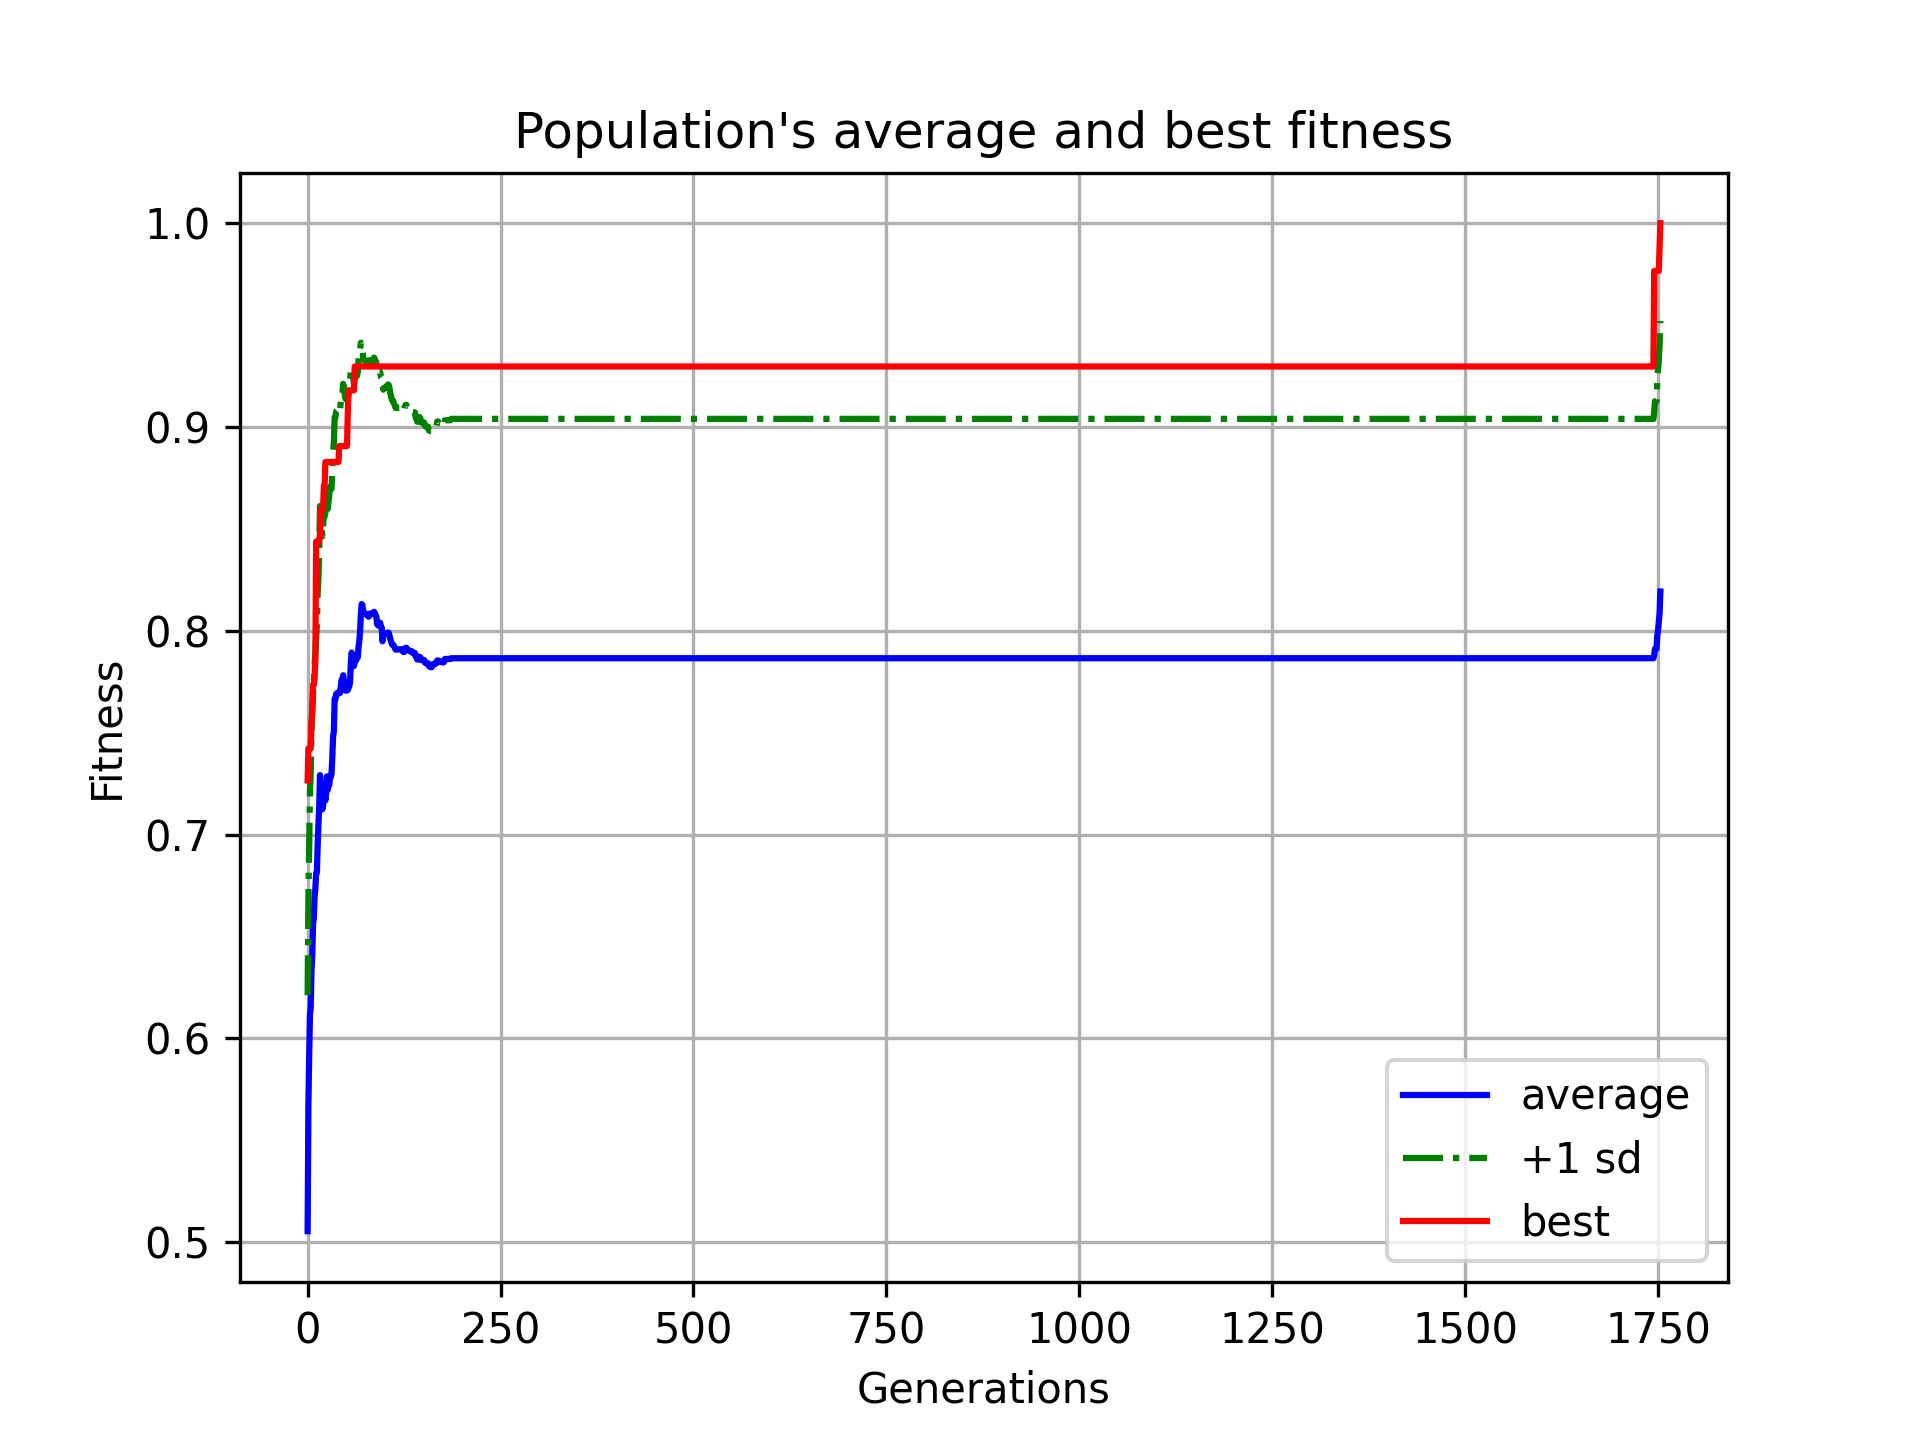 Population's average and best fitness
1.0
0.9
0.8
0.7
0.6
0.5
Fitness
0 250 500 750 1000 1250 1500 1750
Generations
average
+1 sd
best